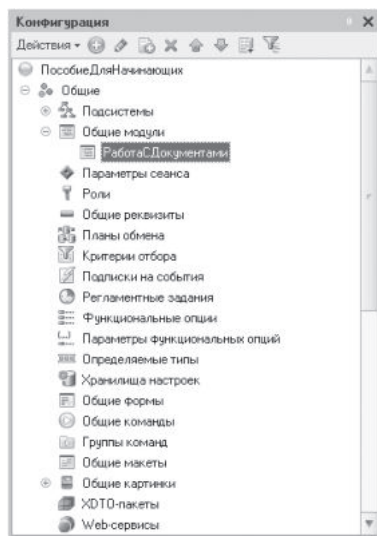 Конфигурация
Действия
ПособиеДляНачинающих
Общие
Подсистемы
Общие модули
РаботаСДокументами
Параметры сеанса
Роли
Общие реквизиты
Планы обмена
Критерии отбора
Подписки на события
Регламентные задания
Функциональные опции
Параметры функциональных опций
Определяемые типы
Хранилища настроек
Общие формы
Общие команды
Группы команд
Общие макеты
Общие картинки
XDTO-пакеты
Web-сервисы